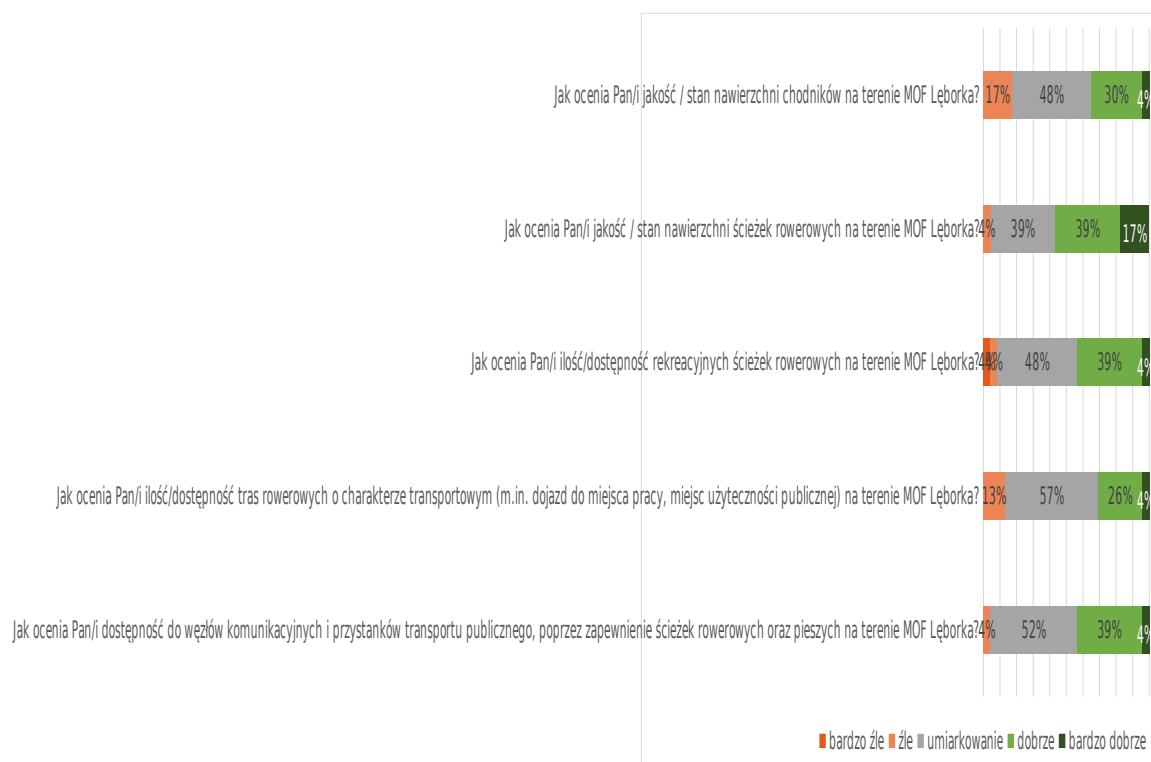 Jak ocenia Pan/i jakość / stan nawierzchni chodników na terenie MOF Lęborka? 17% 48% 30% 4%
Jak ocenia Pan/i jakość / stan nawierzchni ścieżek rowerowych na terenie MOF Lęborka? 4% 39% 39% 17%
Jak ocenia Pan/i ilość/dostępność rekreacyjnych ścieżek rowerowych na terenie MOF Lęborka? 4% 4% 48% 39% 4%
Jak ocenia Pan/i ilość/dostępność tras rowerowych o charakterze transportowym (m.in. dojazd do miejsca pracy, miejsc użyteczności publicznej) na terenie MOF Lęborka? 13% 57% 26% 4%
Jak ocenia Pan/i dostępność do węzłów komunikacyjnych i przystanków transportu publicznego, poprzez zapewnienie ścieżek rowerowych oraz pieszych na terenie MOF Lęborka? 4% 52% 39% 4%
bardzo źle źle umiarkowanie dobrze bardzo dobrze